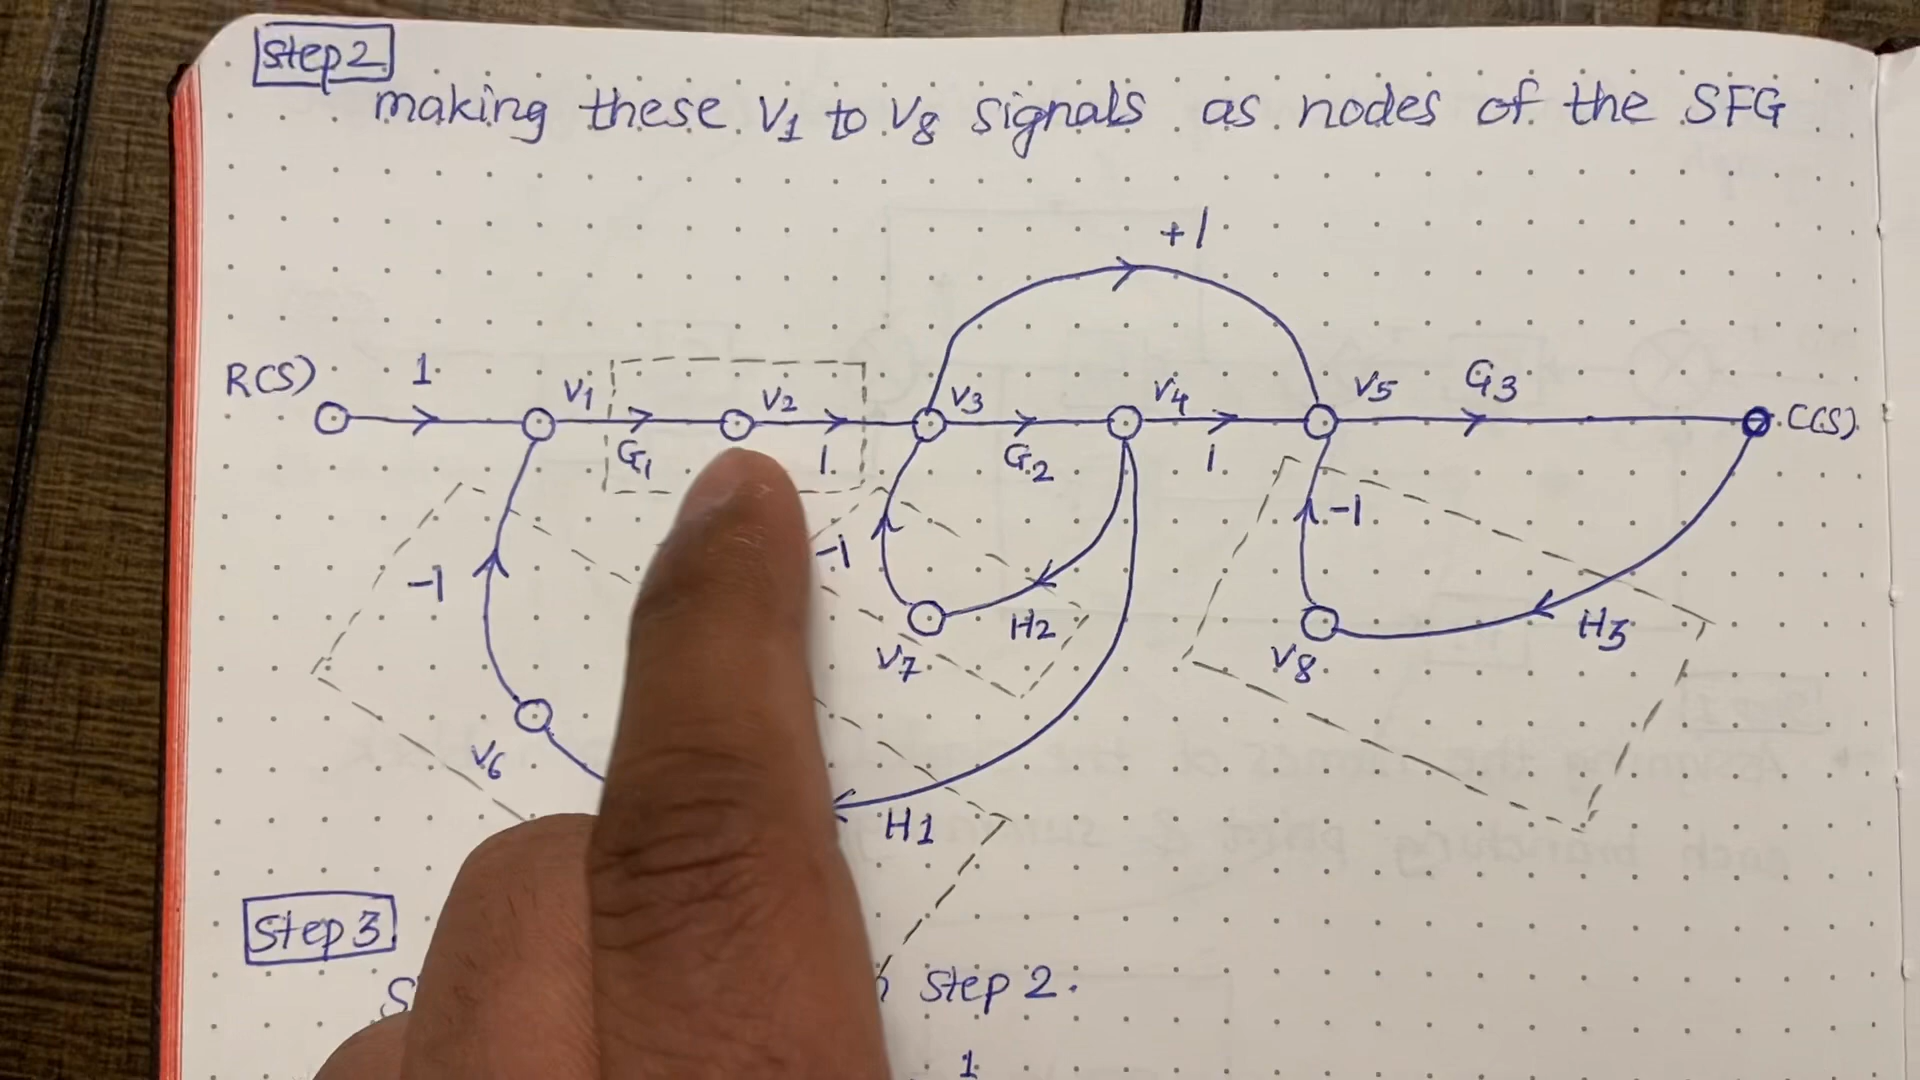 Step 2
making these V1 to V8 signals as nodes of the SFG
+1
R(S) 1 V1 V2 V3 V4 V5 G3 C(S)
G1 1 G2 1
-1 -1 -1
H2 H3
V7 V8
V6
H1
Step 3
Step 2.
1